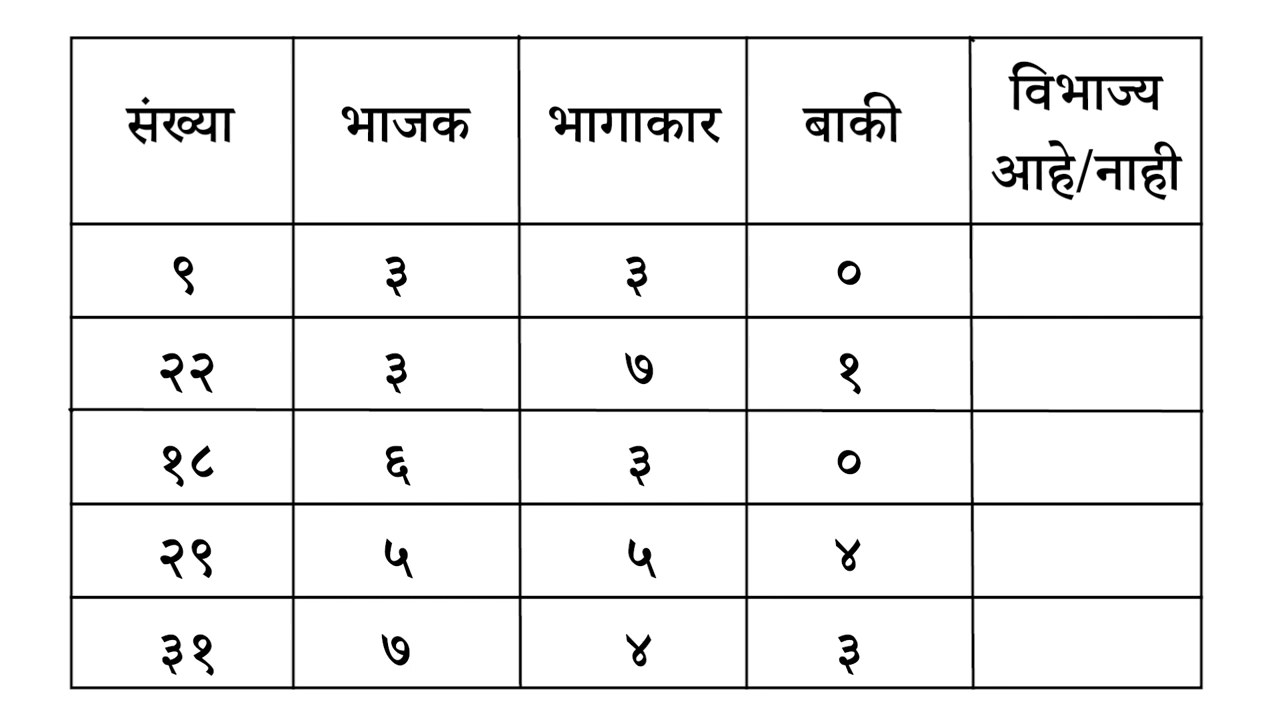 संख्या भाजक भागाकार बाकी विभाज्य आहे/नाही
९ ३ ३ ०
२२ ३ ७ १
१८ ६ ३ ०
२९ ५ ५ ४
३१ ७ ४ ३